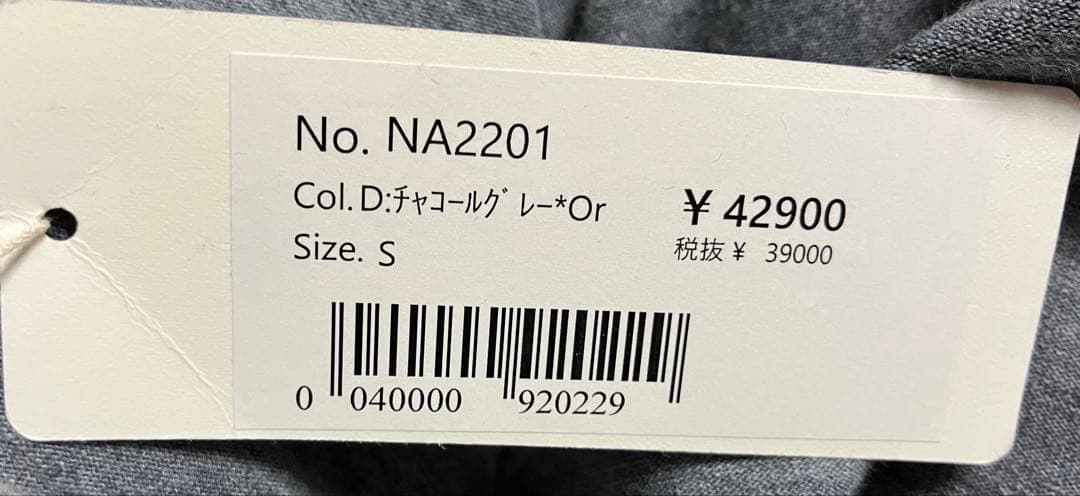 No. NA2201
Col.D:ﾁｬｺｰﾙｸﾞﾚｰ*Or
Size. S
￥42900
税抜￥ 39000
0 040000 920229